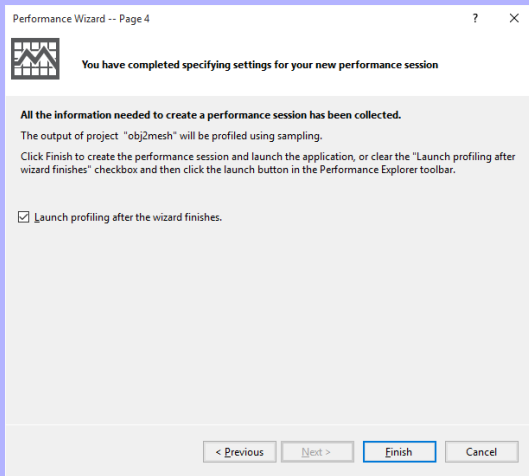 Performance Wizard -- Page 4
? ×
You have completed specifying settings for your new performance session
All the information needed to create a performance session has been collected.
The output of project "obj2mesh" will be profiled using sampling.
Click Finish to create the performance session and launch the application, or clear the "Launch profiling after
wizard finishes" checkbox and then click the launch button in the Performance Explorer toolbar.
Launch profiling after the wizard finishes.
< Previous Next > Finish Cancel